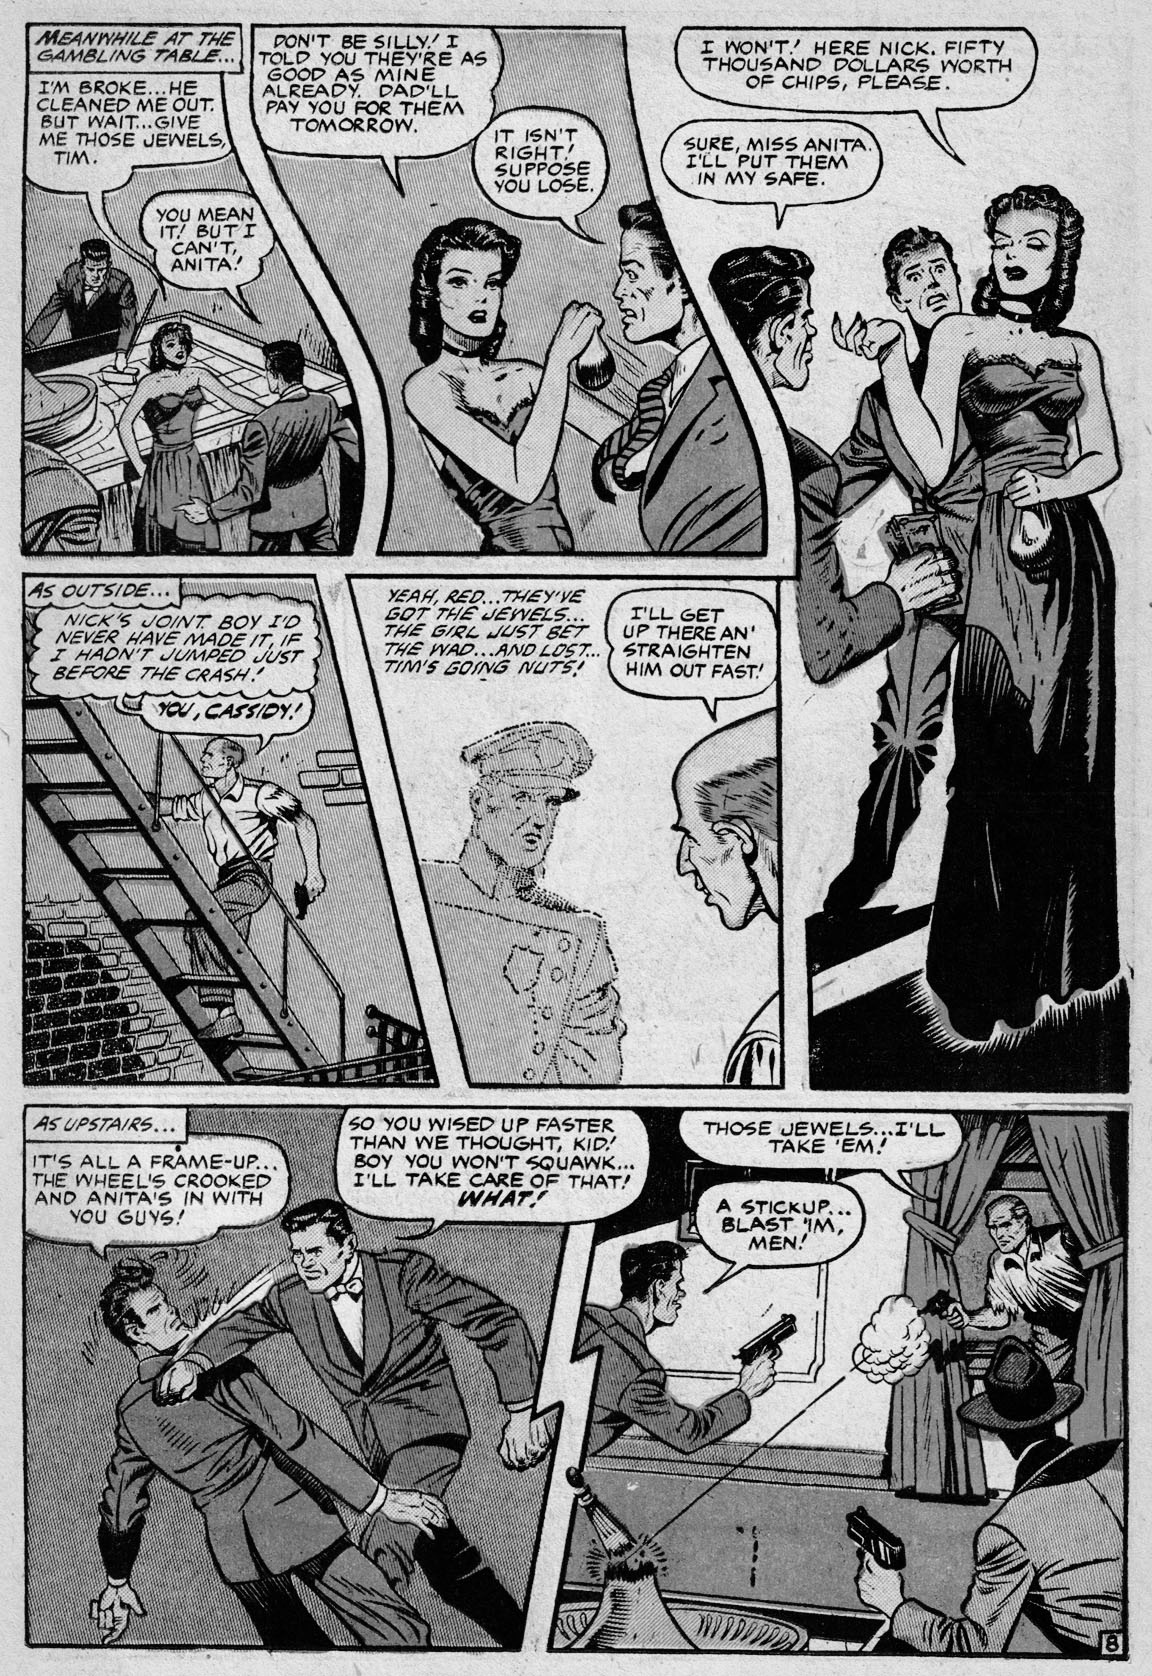 MEANWHILE AT THE
GAMBLING TABLE...
I'M BROKE...HE
CLEANED ME OUT.
BUT WAIT...GIVE
ME THOSE JEWELS,
TIM.
YOU MEAN
IT! BUT I
CAN'T,
ANITA!
DON'T BE SILLY! I
TOLD YOU THEY'RE AS
GOOD AS MINE
ALREADY. DAD'LL
PAY YOU FOR THEM
TOMORROW.
IT ISN'T
RIGHT!
SUPPOSE
YOU LOSE.
I WON'T! HERE NICK. FIFTY
THOUSAND DOLLARS WORTH
OF CHIPS, PLEASE.
SURE, MISS ANITA.
I'LL PUT THEM
IN MY SAFE.
AS OUTSIDE...
NICK'S JOINT. BOY I'D
NEVER HAVE MADE IT, IF
I HADN'T JUMPED JUST
BEFORE THE CRASH!
YOU, CASSIDY!
YEAH, RED...THEY'VE
GOT THE JEWELS...
THE GIRL JUST BET
THE WAD...AND LOST...
TIM'S GOING NUTS!
I'LL GET
UP THERE AN'
STRAIGHTEN
HIM OUT FAST!
AS UPSTAIRS...
IT'S ALL A FRAME-UP...
THE WHEEL'S CROOKED
AND ANITA'S IN WITH
YOU GUYS!
SO YOU WISED UP FASTER
THAN WE THOUGHT, KID!
BOY YOU WON'T SQUAWK...
I'LL TAKE CARE OF THAT!
WHAT!
THOSE JEWELS...I'LL
TAKE 'EM!
A STICKUP...
BLAST 'IM,
MEN!
8